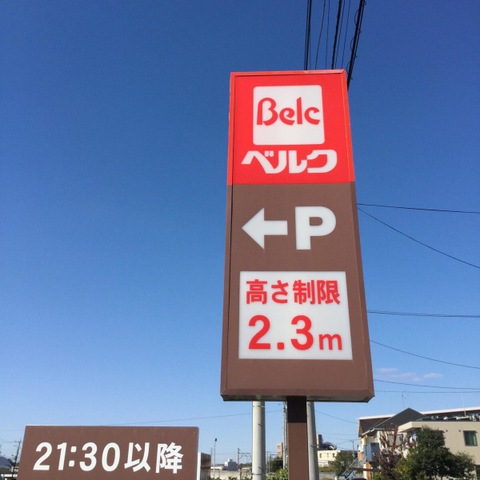 Belc
ベルク
←P
高さ制限
2.3m
21:30以降